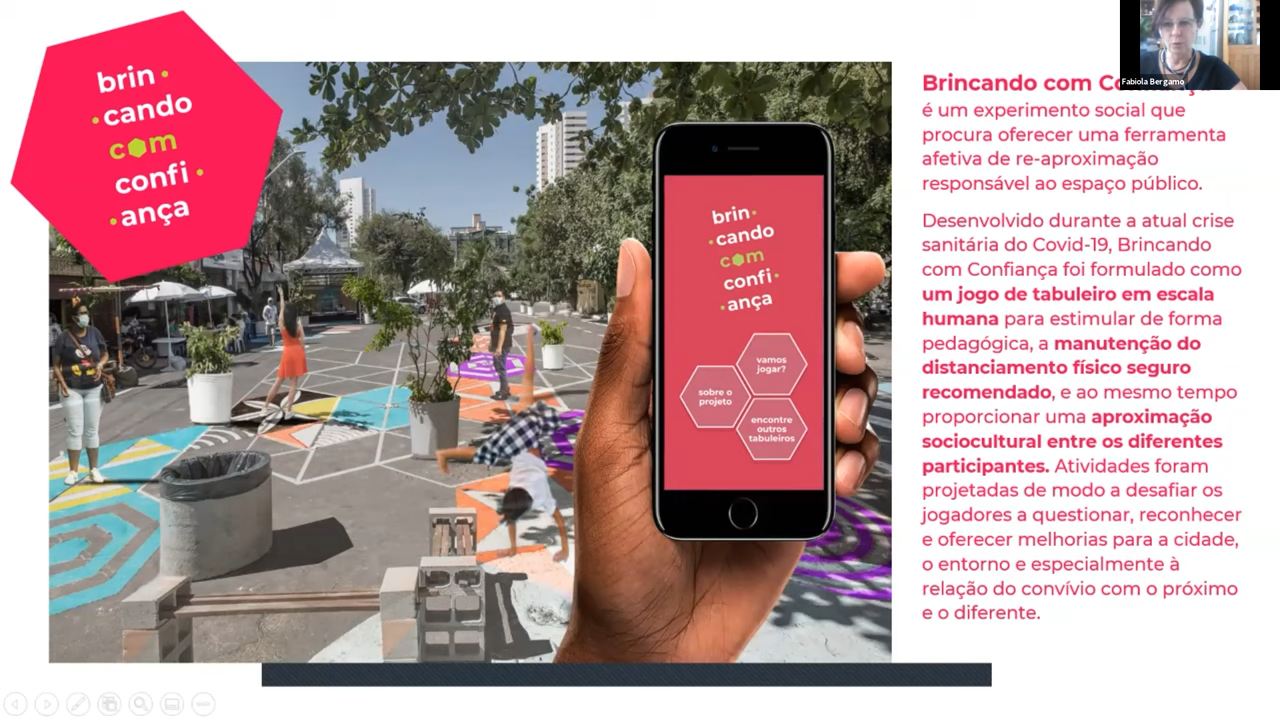 brin
cando
com
confi
ança
brin
cando
com
confi
ança
vamos
jogar?
sobre o
projeto
encontre
outros
tabuleiros
Fabiola Bergamo
Brincando com
é um experimento social que
procura oferecer uma ferramenta
afetiva de re-aproximação
responsável ao espaço público.
Desenvolvido durante a atual crise
sanitária do Covid-19, Brincando
com Confiança foi formulado como
um jogo de tabuleiro em escala
humana para estimular de forma
pedagógica, a manutenção do
distanciamento físico seguro
recomendado, e ao mesmo tempo
proporcionar uma aproximação
sociocultural entre os diferentes
participantes. Atividades foram
projetadas de modo a desafiar os
jogadores a questionar, reconhecer
e oferecer melhorias para a cidade,
o entorno e especialmente à
relação do convívio com o próximo
e o diferente.